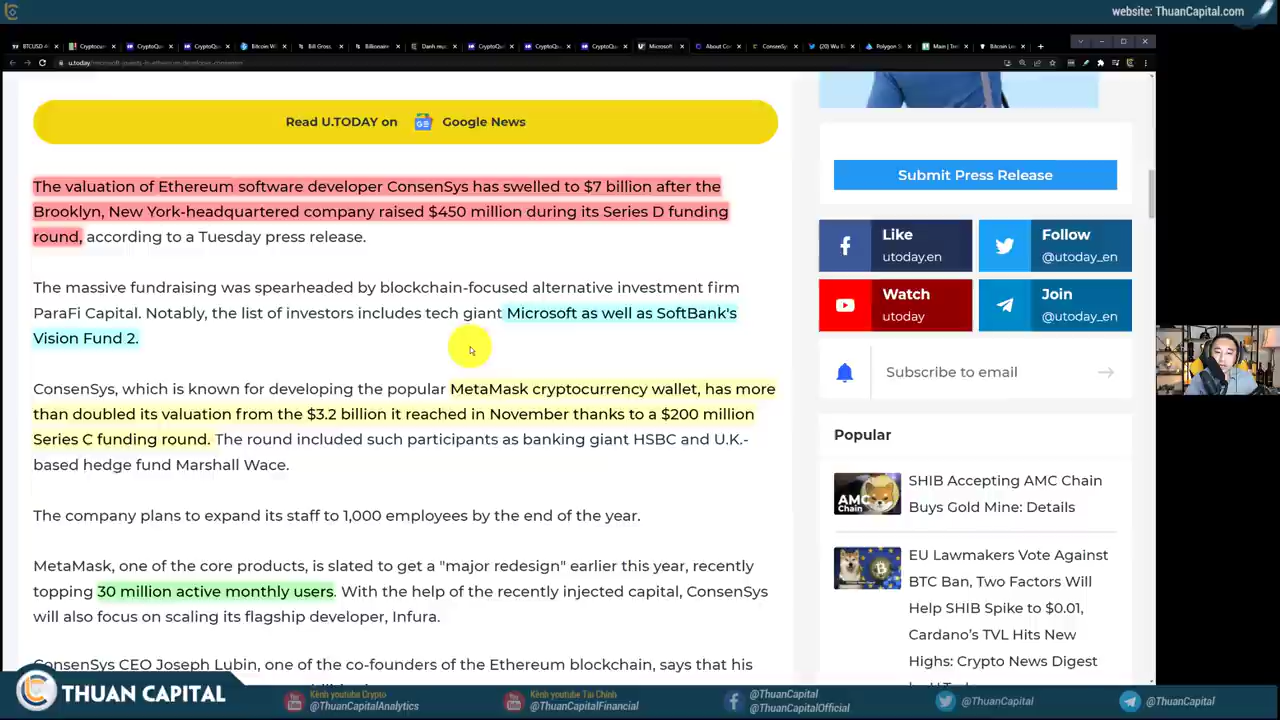 website: ThuanCapital.com
Read U.TODAY on Google News
The valuation of Ethereum software developer ConsenSys has swelled to $7 billion after the
Brooklyn, New York-headquartered company raised $450 million during its Series D funding
round, according to a Tuesday press release.
The massive fundraising was spearheaded by blockchain-focused alternative investment firm
ParaFi Capital. Notably, the list of investors includes tech giant Microsoft as well as SoftBank's
Vision Fund 2.
ConsenSys, which is known for developing the popular MetaMask cryptocurrency wallet, has more
than doubled its valuation from the $3.2 billion it reached in November thanks to a $200 million
Series C funding round. The round included such participants as banking giant HSBC and U.K.-
based hedge fund Marshall Wace.
The company plans to expand its staff to 1,000 employees by the end of the year.
MetaMask, one of the core products, is slated to get a "major redesign" earlier this year, recently
topping 30 million active monthly users. With the help of the recently injected capital, ConsenSys
will also focus on scaling its flagship developer, Infura.
ConsenSys CEO Joseph Lubin, one of the co-founders of the Ethereum blockchain, says that his
Submit Press Release
Like
utoday.en
Follow
@utoday_en
Watch
utoday
Join
@utoday_en
Subscribe to email
Popular
AMC
Chain
SHIB Accepting AMC Chain
Buys Gold Mine: Details
EU Lawmakers Vote Against
BTC Ban, Two Factors Will
Help SHIB Spike to $0.01,
Cardano's TVL Hits New
Highs: Crypto News Digest
THUAN CAPITAL
Kênh youtube Crypto
@ThuanCapitalAnalytics
Kênh youtube Tài Chính
@ThuanCapitalFinancial
@ThuanCapital
@ThuanCapitalOfficial
@ThuanCapital
@ThuanCapital